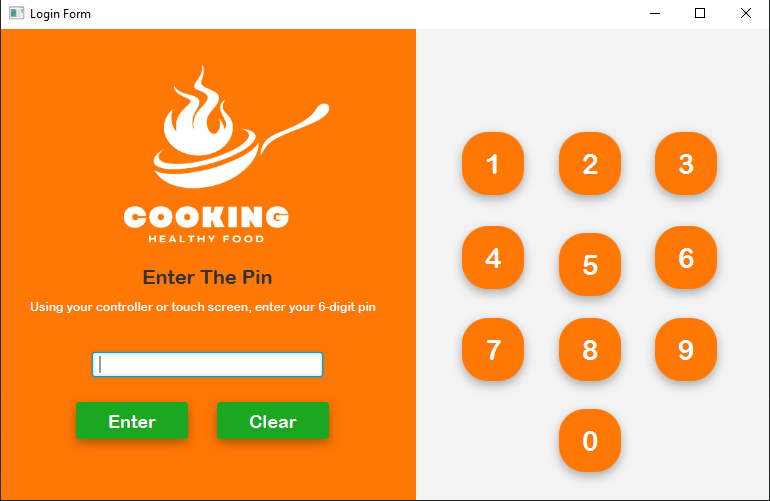 Login Form
COOKING
HEALTHY FOOD
Enter The Pin
Using your controller or touch screen, enter your 6-digit pin
Enter Clear
1 2 3
4 5 6
7 8 9
0